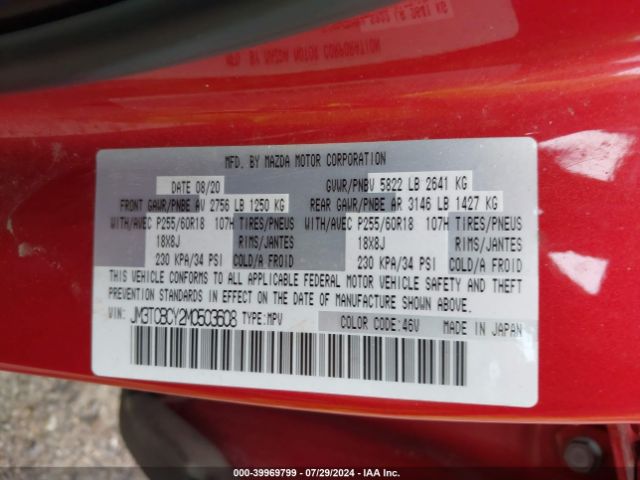 MFD. BY MAZDA MOTOR CORPORATION
DATE 08/20 GVWR/PNBV 5822 LB 2641 KG
FRONT GAWR/PNBE AV 2756 LB 1250 KG REAR GAWR/PNBE AR 3146 LB 1427 KG
WITH/AVEC P255/60R18 107H TIRES/PNEUS WITH/AVEC P255/60R18 107H TIRES/PNEUS
18X8J RIMS/JANTES 18X8J RIMS/JANTES
230 KPA/34 PSI COLD/A FROID 230 KPA/34 PSI COLD/A FROID
THIS VEHICLE CONFORMS TO ALL APPLICABLE FEDERAL MOTOR VEHICLE SAFETY AND THEFT
PREVENTION STANDARDS IN EFFECT ON THE DATE OF MANUFACTURE SHOWN ABOVE.
VIN: JM3TCBCY2M0503608 TYPE:MPV COLOR CODE:46V MADE IN JAPAN
000-39969799 - 07/29/2024 - IAA Inc.